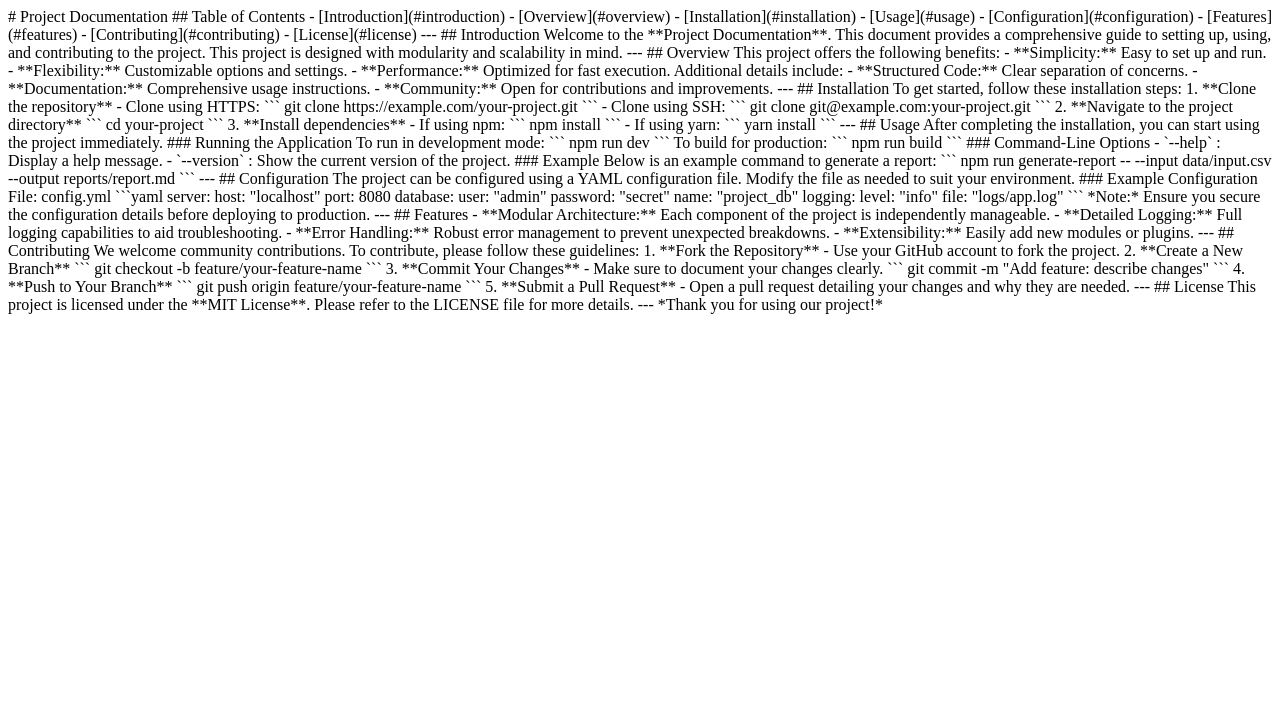 # Project Documentation ## Table of Contents - [Introduction](#introduction) - [Overview](#overview) - [Installation](#installation) - [Usage](#usage) - [Configuration](#configuration) - [Features]
(#features) - [Contributing](#contributing) - [License](#license) --- ## Introduction Welcome to the **Project Documentation**. This document provides a comprehensive guide to setting up, using,
and contributing to the project. This project is designed with modularity and scalability in mind. --- ## Overview This project offers the following benefits: - **Simplicity:** Easy to set up and run.
- **Flexibility:** Customizable options and settings. - **Performance:** Optimized for fast execution. Additional details include: - **Structured Code:** Clear separation of concerns. -
**Documentation:** Comprehensive usage instructions. - **Community:** Open for contributions and improvements. --- ## Installation To get started, follow these installation steps: 1. **Clone
the repository** - Clone using HTTPS: ``` git clone https://example.com/your-project.git ``` - Clone using SSH: ``` git clone git@example.com:your-project.git ``` 2. **Navigate to the project
directory** ``` cd your-project ``` 3. **Install dependencies** - If using npm: ``` npm install ``` - If using yarn: ``` yarn install ``` --- ## Usage After completing the installation, you can start using
the project immediately. ### Running the Application To run in development mode: ``` npm run dev ``` To build for production: ``` npm run build ``` ### Command-Line Options - `--help` :
Display a help message. - `--version` : Show the current version of the project. ### Example Below is an example command to generate a report: ``` npm run generate-report -- --input data/input.csv
--output reports/report.md ``` --- ## Configuration The project can be configured using a YAML configuration file. Modify the file as needed to suit your environment. ### Example Configuration
File: config.yml ```yaml server: host: "localhost" port: 8080 database: user: "admin" password: "secret" name: "project_db" logging: level: "info" file: "logs/app.log" ``` *Note:* Ensure you secure
the configuration details before deploying to production. --- ## Features - **Modular Architecture:** Each component of the project is independently manageable. - **Detailed Logging:** Full
logging capabilities to aid troubleshooting. - **Error Handling:** Robust error management to prevent unexpected breakdowns. - **Extensibility:** Easily add new modules or plugins. --- ##
Contributing We welcome community contributions. To contribute, please follow these guidelines: 1. **Fork the Repository** - Use your GitHub account to fork the project. 2. **Create a New
Branch** ``` git checkout -b feature/your-feature-name ``` 3. **Commit Your Changes** - Make sure to document your changes clearly. ``` git commit -m "Add feature: describe changes" ``` 4.
**Push to Your Branch** ``` git push origin feature/your-feature-name ``` 5. **Submit a Pull Request** - Open a pull request detailing your changes and why they are needed. --- ## License This
project is licensed under the **MIT License**. Please refer to the LICENSE file for more details. --- *Thank you for using our project!*